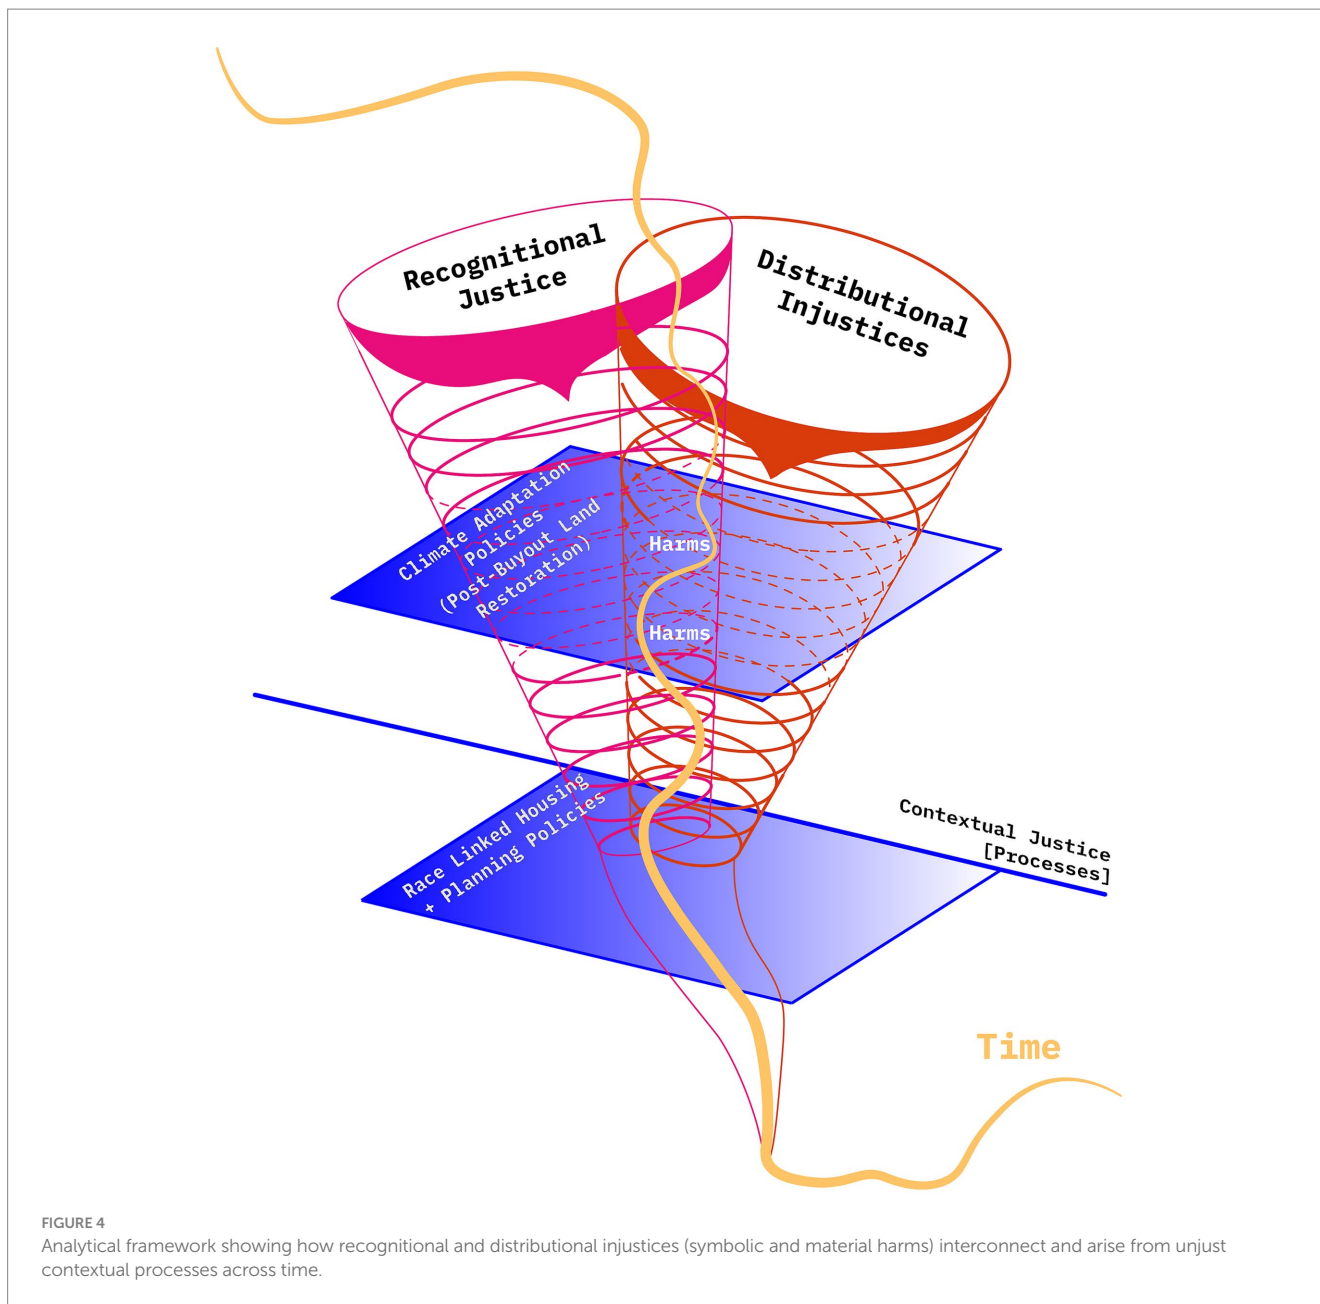 Recognitional
Justice
Distributional
Injustices
Climate Adaptation
Policies
(Post-Buyout Land
Restoration)
Harms
Harms
Race Linked Housing
+ Planning Policies
Contextual Justice
[Processes]
Time
FIGURE 4
Analytical framework showing how recognitional and distributional injustices (symbolic and material harms) interconnect and arise from unjust
contextual processes across time.